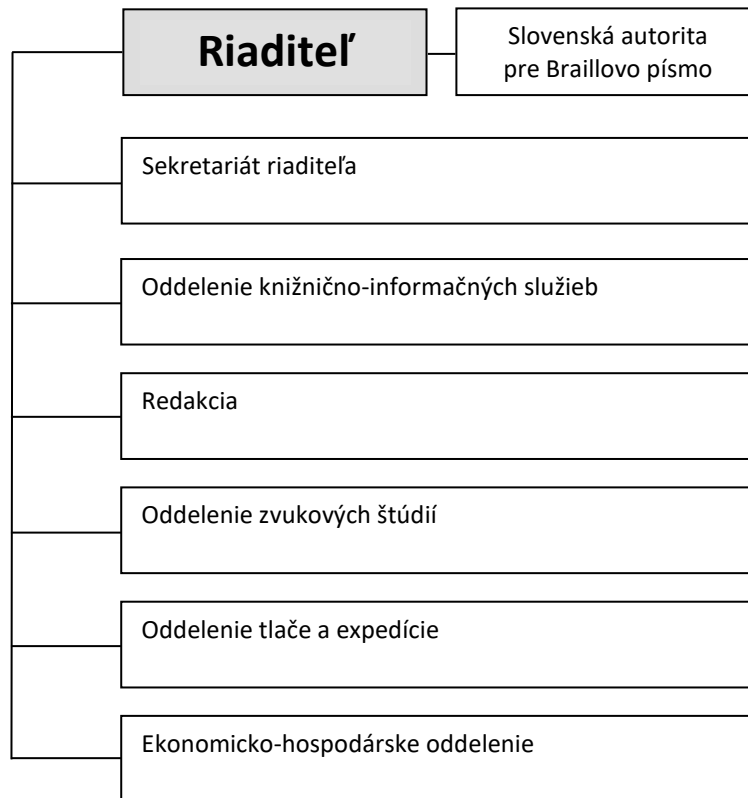 Riaditeľ
Slovenská autorita
pre Braillovo písmo
Sekretariát riaditeľa
Oddelenie knižnično-informačných služieb
Redakcia
Oddelenie zvukových štúdií
Oddelenie tlače a expedície
Ekonomicko-hospodárske oddelenie